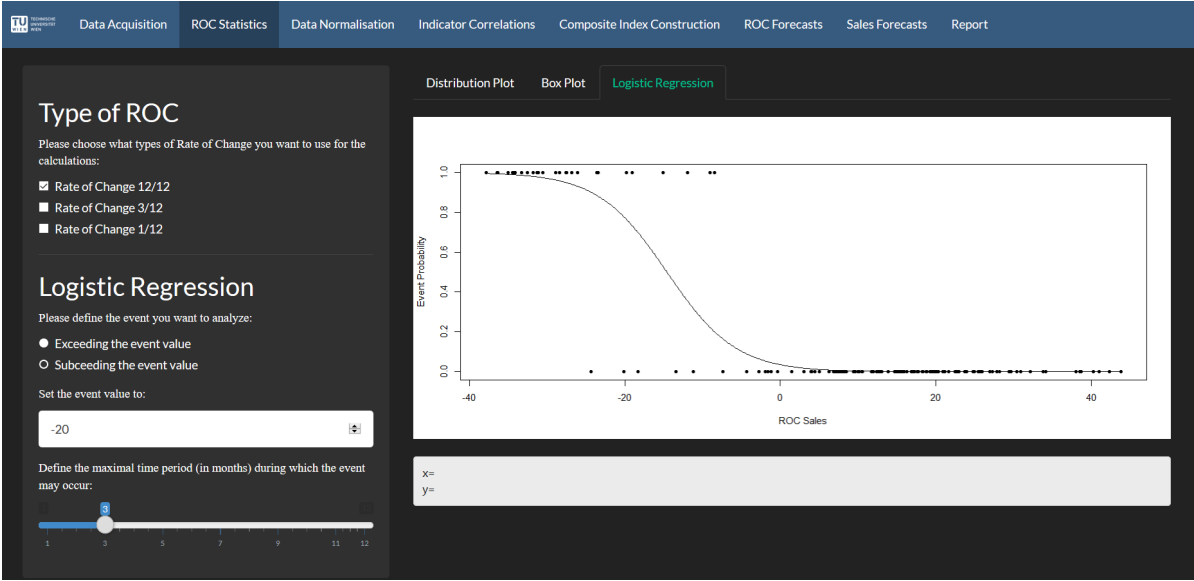 TU WIEN TECHNISCHE UNIVERSITÄT WIEN
Data Acquisition ROC Statistics Data Normalisation Indicator Correlations Composite Index Construction ROC Forecasts Sales Forecasts Report
Type of ROC
Please choose what types of Rate of Change you want to use for the
calculations:
Rate of Change 12/12
Rate of Change 3/12
Rate of Change 1/12
Logistic Regression
Please define the event you want to analyze:
Exceeding the event value
Subceeding the event value
Set the event value to:
-20
Define the maximal time period (in months) during which the event
may occur:
3
1 3 5 7 9 11 12
Distribution Plot Box Plot Logistic Regression
Event Probability
1.0
0.8
0.6
0.4
0.2
0.0
-40 -20 0 20 40
ROC Sales
x=
y=